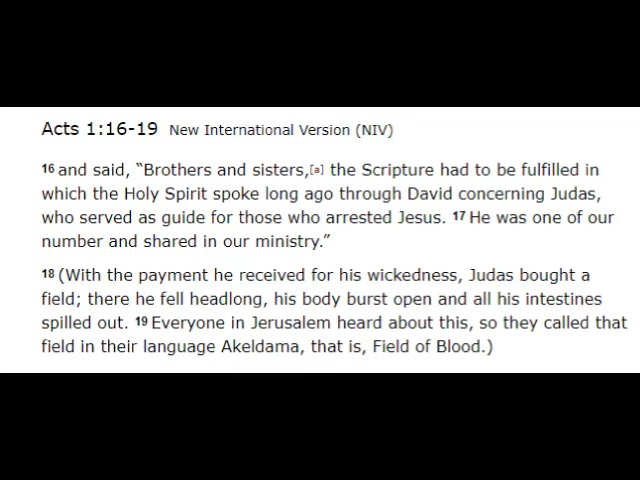 Acts 1:16-19 New International Version (NIV)
16 and said, “Brothers and sisters,[a] the Scripture had to be fulfilled in
which the Holy Spirit spoke long ago through David concerning Judas,
who served as guide for those who arrested Jesus. 17 He was one of our
number and shared in our ministry.”
18 (With the payment he received for his wickedness, Judas bought a
field; there he fell headlong, his body burst open and all his intestines
spilled out. 19 Everyone in Jerusalem heard about this, so they called that
field in their language Akeldama, that is, Field of Blood.)